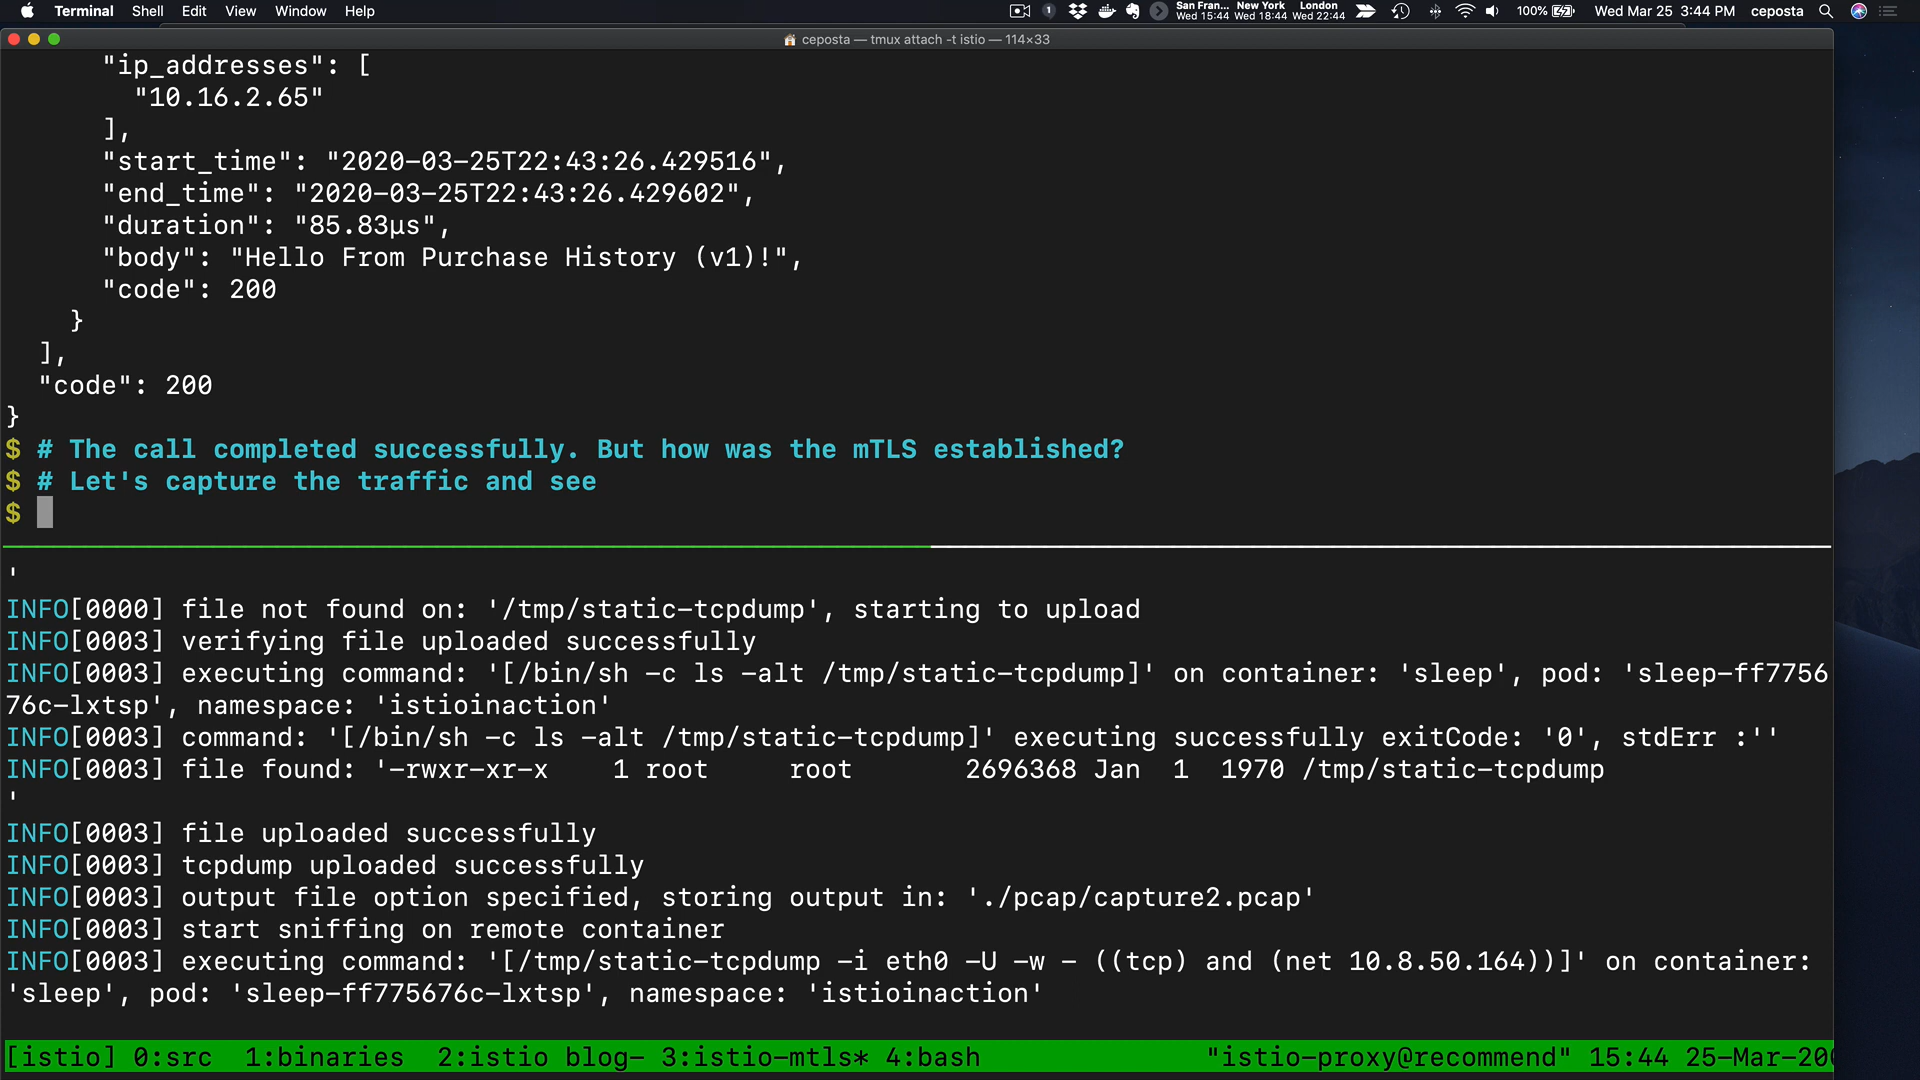 Terminal Shell Edit View Window Help 1 San Fran... Wed 15:44 New York Wed 18:44 London Wed 22:44 100% Wed Mar 25 3:44 PM ceposta
ceposta — tmux attach -t istio — 114×33
"ip_addresses": [
"10.16.2.65"
],
"start_time": "2020-03-25T22:43:26.429516",
"end_time": "2020-03-25T22:43:26.429602",
"duration": "85.83µs",
"body": "Hello From Purchase History (v1)!",
"code": 200
}
],
"code": 200
}
$ # The call completed successfully. But how was the mTLS established?
$ # Let's capture the traffic and see
$
'
INFO[0000] file not found on: '/tmp/static-tcpdump', starting to upload
INFO[0003] verifying file uploaded successfully
INFO[0003] executing command: '[/bin/sh -c ls -alt /tmp/static-tcpdump]' on container: 'sleep', pod: 'sleep-ff7756
76c-lxtsp', namespace: 'istioinaction'
INFO[0003] command: '[/bin/sh -c ls -alt /tmp/static-tcpdump]' executing successfully exitCode: '0', stdErr :''
INFO[0003] file found: '-rwxr-xr-x    1 root     root       2696368 Jan  1  1970 /tmp/static-tcpdump
'
INFO[0003] file uploaded successfully
INFO[0003] tcpdump uploaded successfully
INFO[0003] output file option specified, storing output in: './pcap/capture2.pcap'
INFO[0003] start sniffing on remote container
INFO[0003] executing command: '[/tmp/static-tcpdump -i eth0 -U -w - ((tcp) and (net 10.8.50.164))]' on container:
'sleep', pod: 'sleep-ff775676c-lxtsp', namespace: 'istioinaction'
[istio] 0:src  1:binaries  2:istio blog- 3:istio-mtls* 4:bash "istio-proxy@recommend" 15:44 25-Mar-20